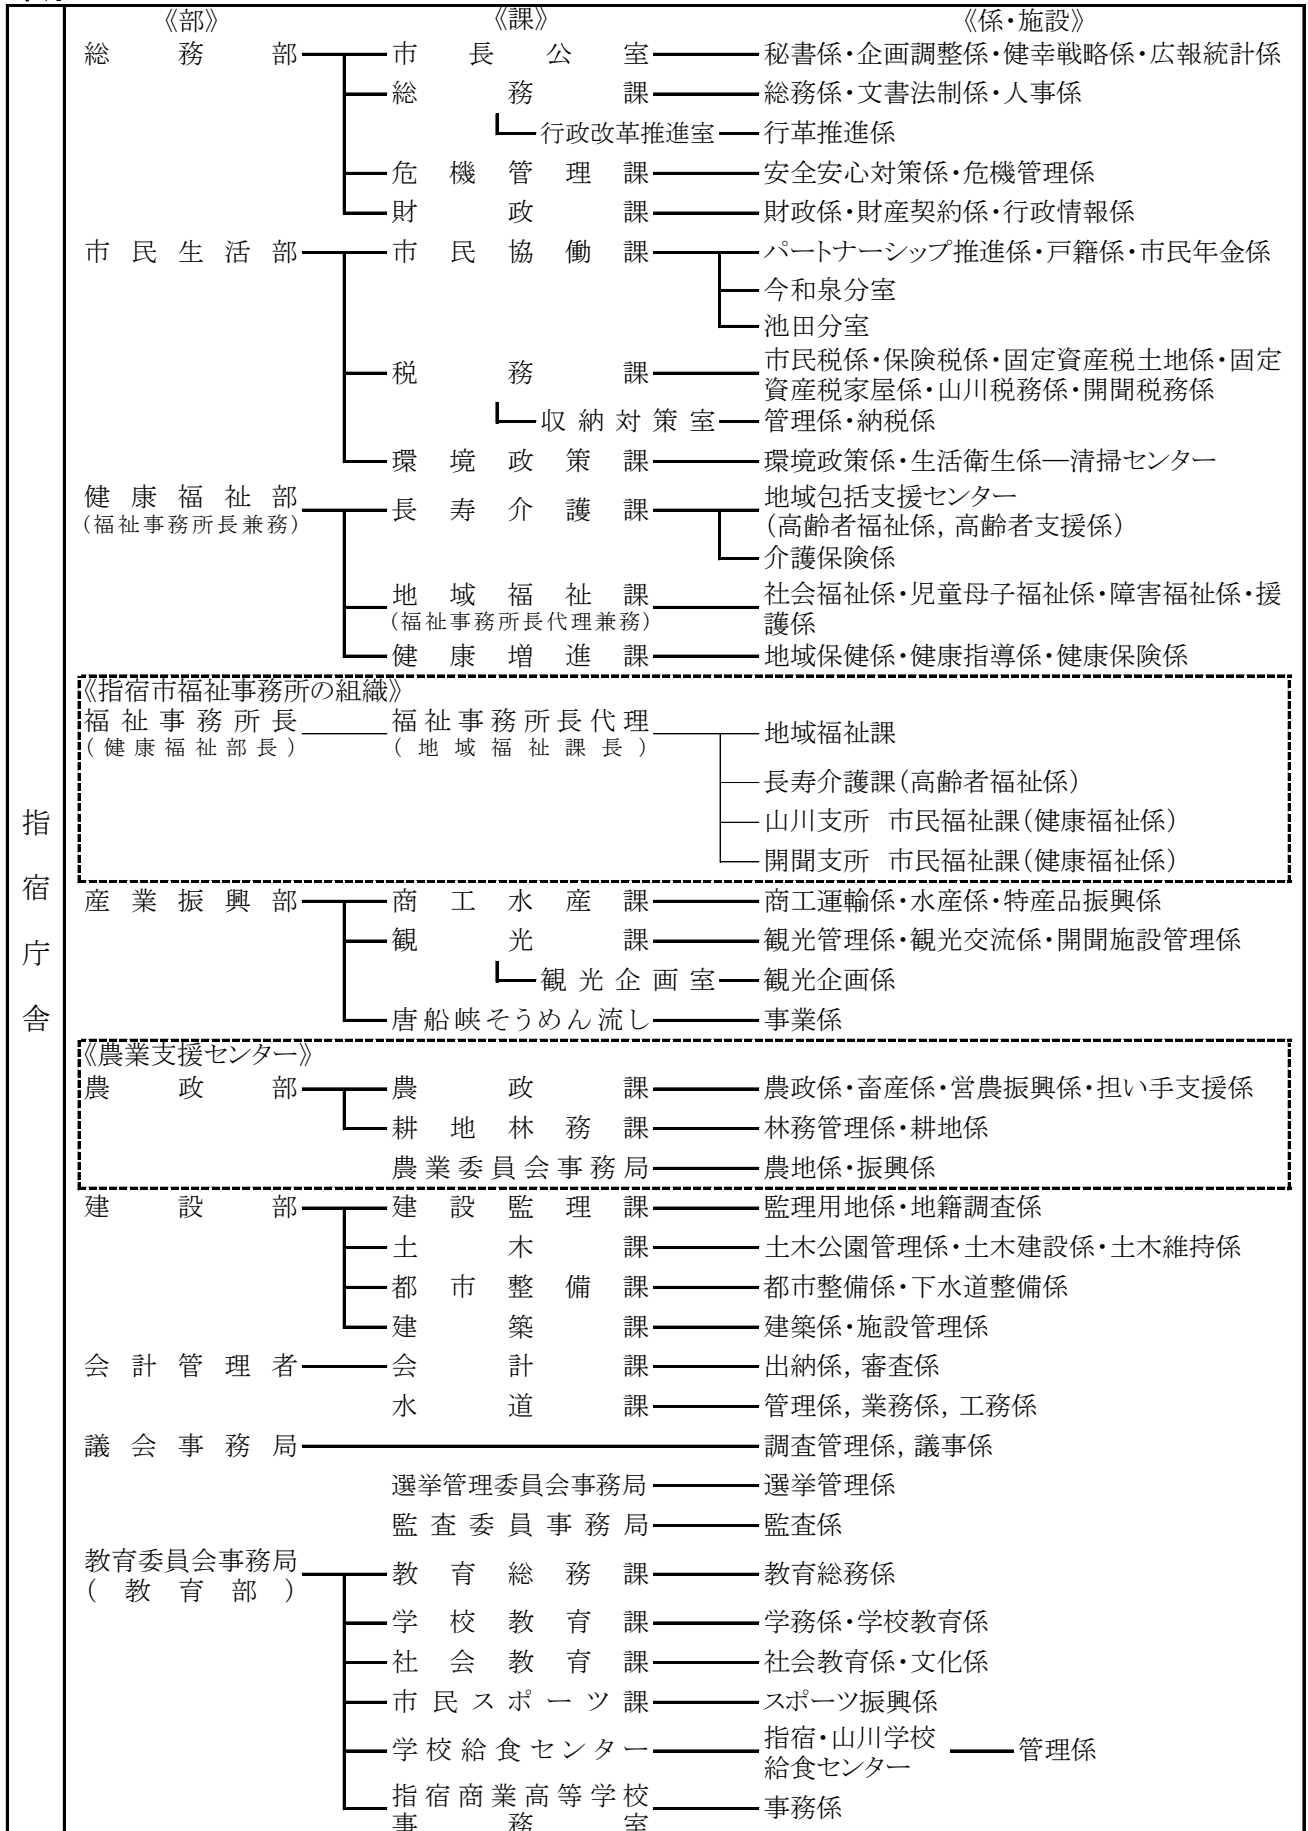 《部》 《課》 《係・施設》
総務部 市長公室 秘書係・企画調整係・健幸戦略係・広報統計係
総務課 総務係・文書法制係・人事係
行政改革推進室 行革推進係
危機管理課 安全安心対策係・危機管理係
財政課 財政係・財産契約係・行政情報係
市民生活部 市民協働課 パートナーシップ推進係・戸籍係・市民年金係
今和泉分室
池田分室
税務課 市民税係・保険税係・固定資産税土地係・固定
資産税家屋係・山川税務係・開聞税務係
収納対策室 管理係・納税係
環境政策課 環境政策係・生活衛生係―清掃センター
健康福祉部 長寿介護課 地域包括支援センター
(福祉事務所長兼務) (高齢者福祉係, 高齢者支援係)
介護保険係
地域福祉課 社会福祉係・児童母子福祉係・障害福祉係・援
(福祉事務所長代理兼務) 護係
健康増進課 地域保健係・健康指導係・健康保険係
《指宿市福祉事務所の組織》
福祉事務所長 福祉事務所長代理 地域福祉課
(健康福祉部長) (地域福祉課長)
長寿介護課(高齢者福祉係)
山川支所 市民福祉課(健康福祉係)
開聞支所 市民福祉課(健康福祉係)
指宿庁舎
産業振興部 商工水産課 商工運輸係・水産係・特産品振興係
観光課 観光管理係・観光交流係・開聞施設管理係
観光企画室 観光企画係
唐船峡そうめん流し 事業係
《農業支援センター》
農政部 農政課 農政係・畜産係・営農振興係・担い手支援係
耕地林務課 林務管理係・耕地係
農業委員会事務局 農地係・振興係
建設部 建設監理課 監理用地係・地籍調査係
土木課 土木公園管理係・土木建設係・土木維持係
都市整備課 都市整備係・下水道整備係
建築課 建築係・施設管理係
会計管理者 会計課 出納係, 審査係
水道課 管理係, 業務係, 工務係
議会事務局 調査管理係, 議事係
選挙管理委員会事務局 選挙管理係
監査委員事務局 監査係
教育委員会事務局 教育総務課 教育総務係
(教育部)
学校教育課 学務係・学校教育係
社会教育課 社会教育係・文化係
市民スポーツ課 スポーツ振興係
学校給食センター 指宿・山川学校 管理係
給食センター
指宿商業高等学校 事務係
事務室